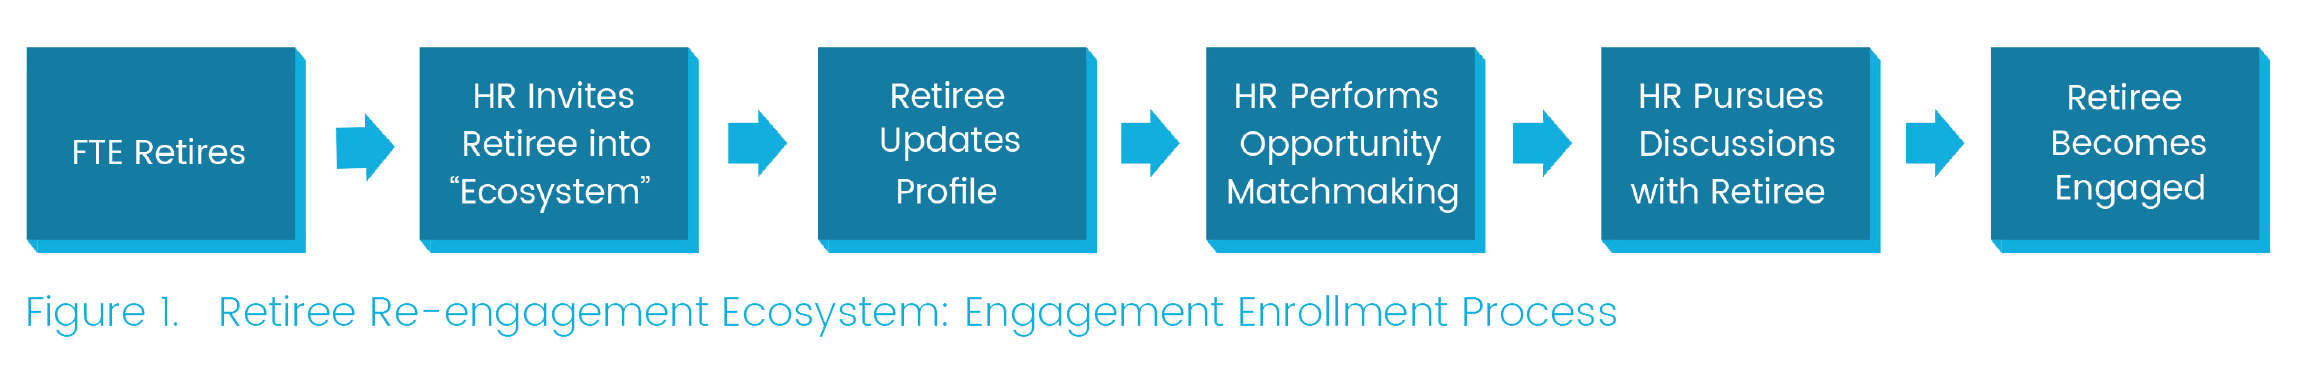 FTE Retires
HR Invites
Retiree into
“Ecosystem”
Retiree
Updates
Profile
HR Performs
Opportunity
Matchmaking
HR Pursues
Discussions
with Retiree
Retiree
Becomes
Engaged
Figure 1. Retiree Re-engagement Ecosystem: Engagement Enrollment Process